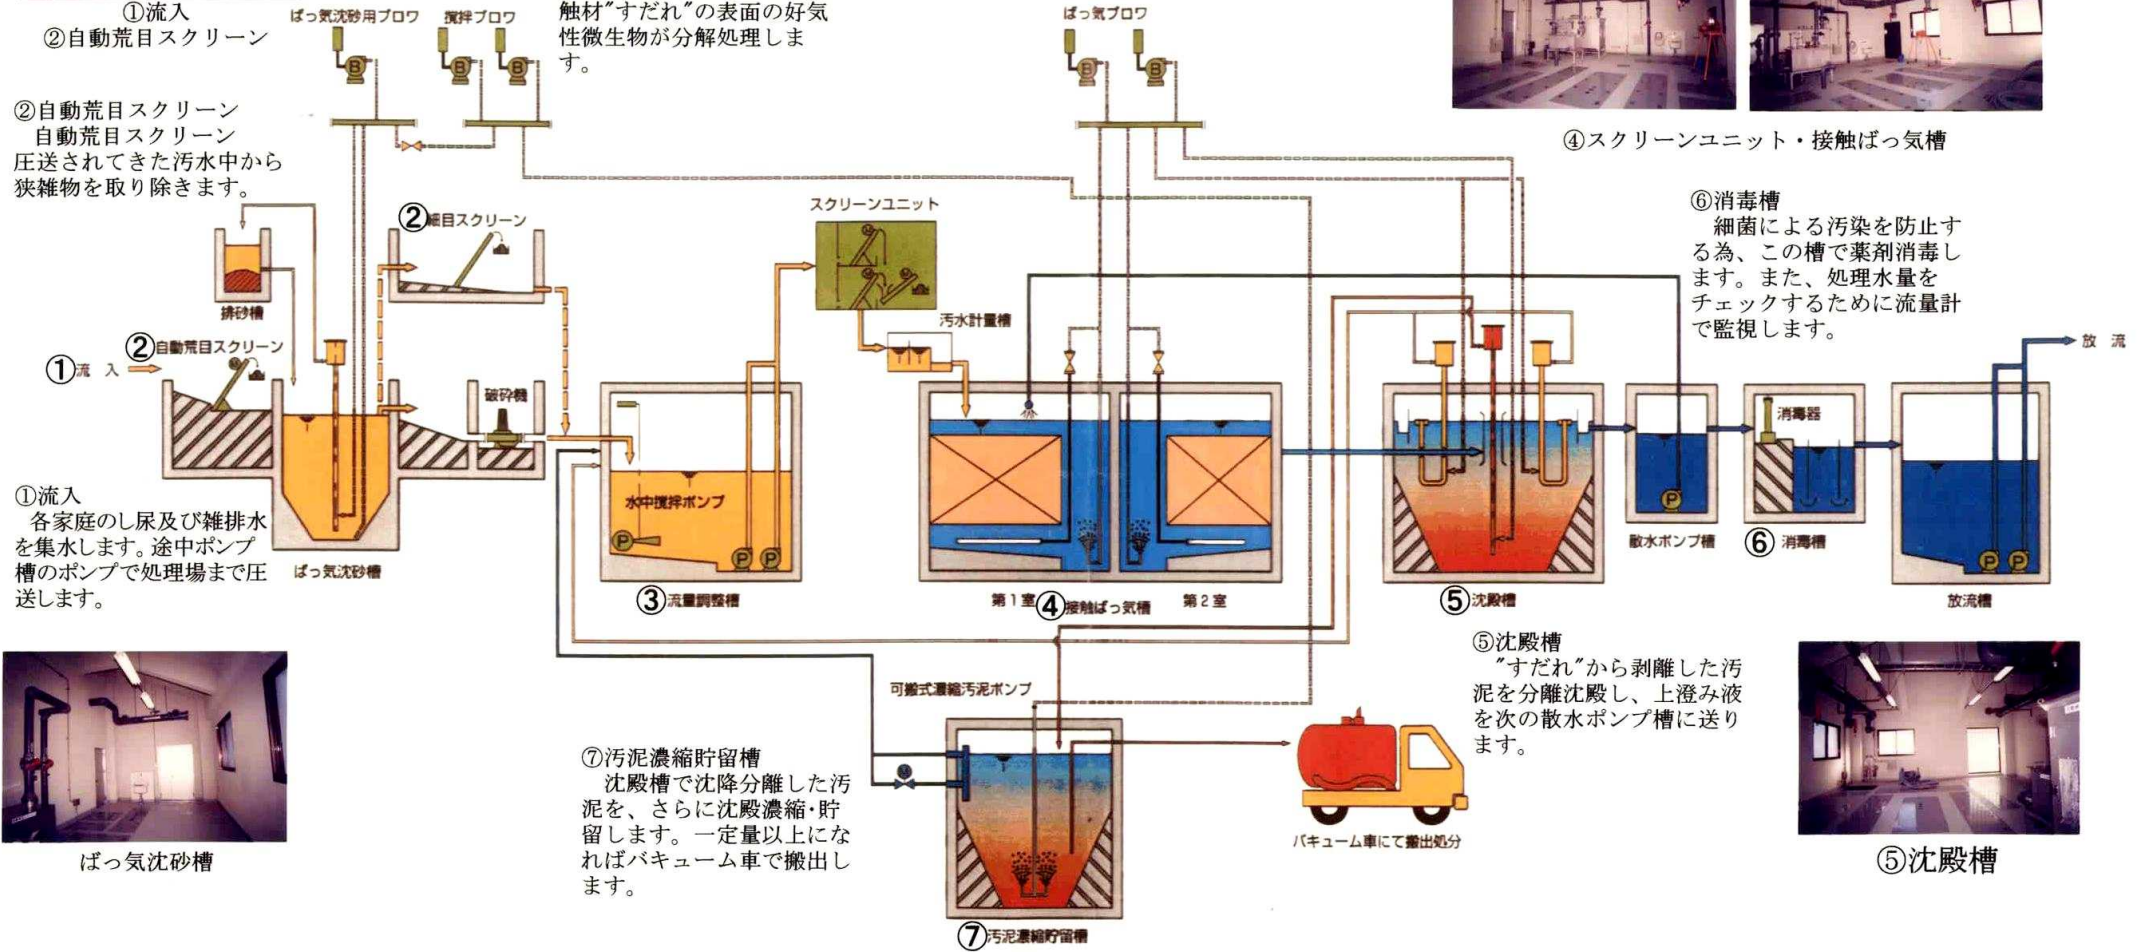 ①流入
②自動荒目スクリーン
ばっ気沈砂用ブロワ
撹拌ブロワ
触材"すだれ"の表面の好気
性微生物が分解処理しま
す。
ばっ気ブロワ
④スクリーンユニット・接触ばっ気槽
②自動荒目スクリーン
自動荒目スクリーン
圧送されてきた汚水中から
狭雑物を取り除きます。
②細目スクリーン
スクリーンユニット
⑥消毒槽
細菌による汚染を防止す
る為、この槽で薬剤消毒し
ます。また、処理水量を
チェックするために流量計
で監視します。
排砂槽
汚水計量槽
②自動荒目スクリーン
①流 入
放 流
破砕機
消毒器
水中撹拌ポンプ
①流入
各家庭のし尿及び雑排水
を集水します。途中ポンプ
槽のポンプで処理場まで圧
送します。
ばっ気沈砂槽
③流量調整槽
第1室
④接触ばっ気槽
第2室
⑤沈殿槽
散水ポンプ槽
⑥消毒槽
放流槽
⑤沈殿槽
"すだれ"から剥離した汚
泥を分離沈殿し、上澄み液
を次の散水ポンプ槽に送り
ます。
可搬式濃縮汚泥ポンプ
⑦汚泥濃縮貯留槽
沈殿槽で沈降分離した汚
泥を、さらに沈殿濃縮・貯
留します。一定量以上にな
ればバキューム車で搬出し
ます。
バキューム車にて搬出処分
ばっ気沈砂槽
⑤沈殿槽
⑦汚泥濃縮貯留槽